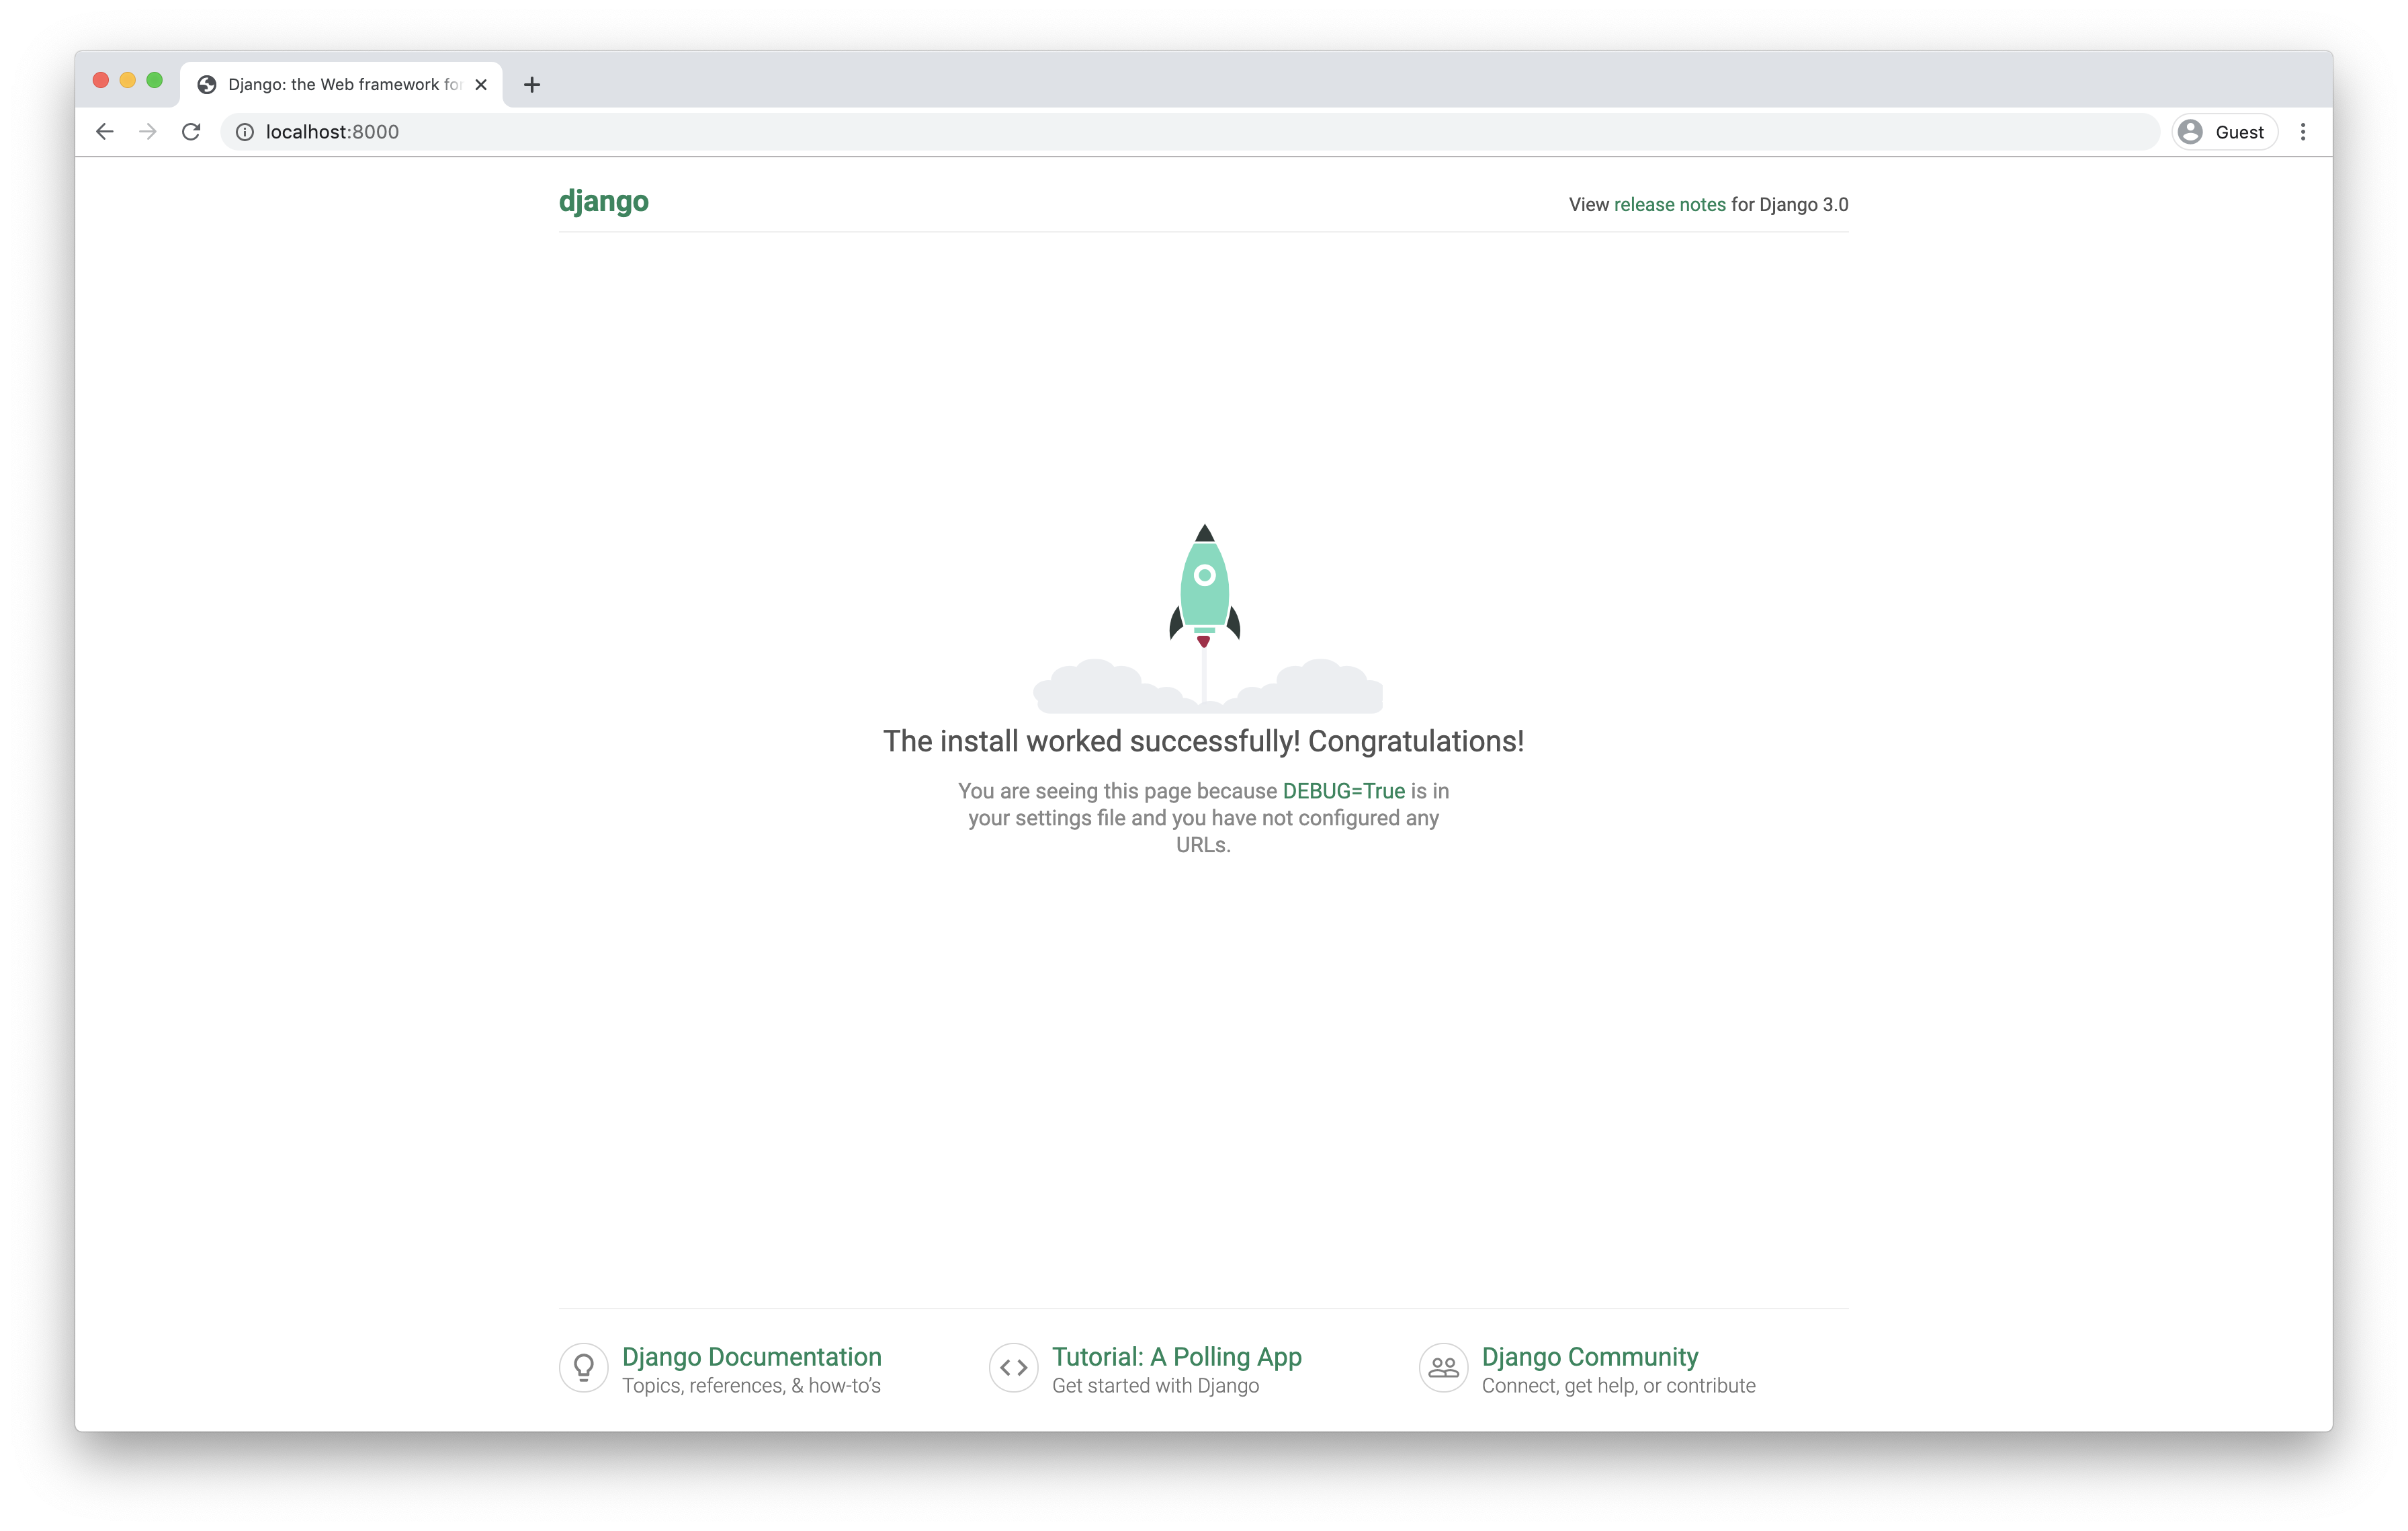 Django: the Web framework for
localhost:8000
Guest
django
View release notes for Django 3.0
The install worked successfully! Congratulations!
You are seeing this page because DEBUG=True is in
your settings file and you have not configured any
URLs.
Django Documentation
Topics, references, & how-to’s
Tutorial: A Polling App
Get started with Django
Django Community
Connect, get help, or contribute